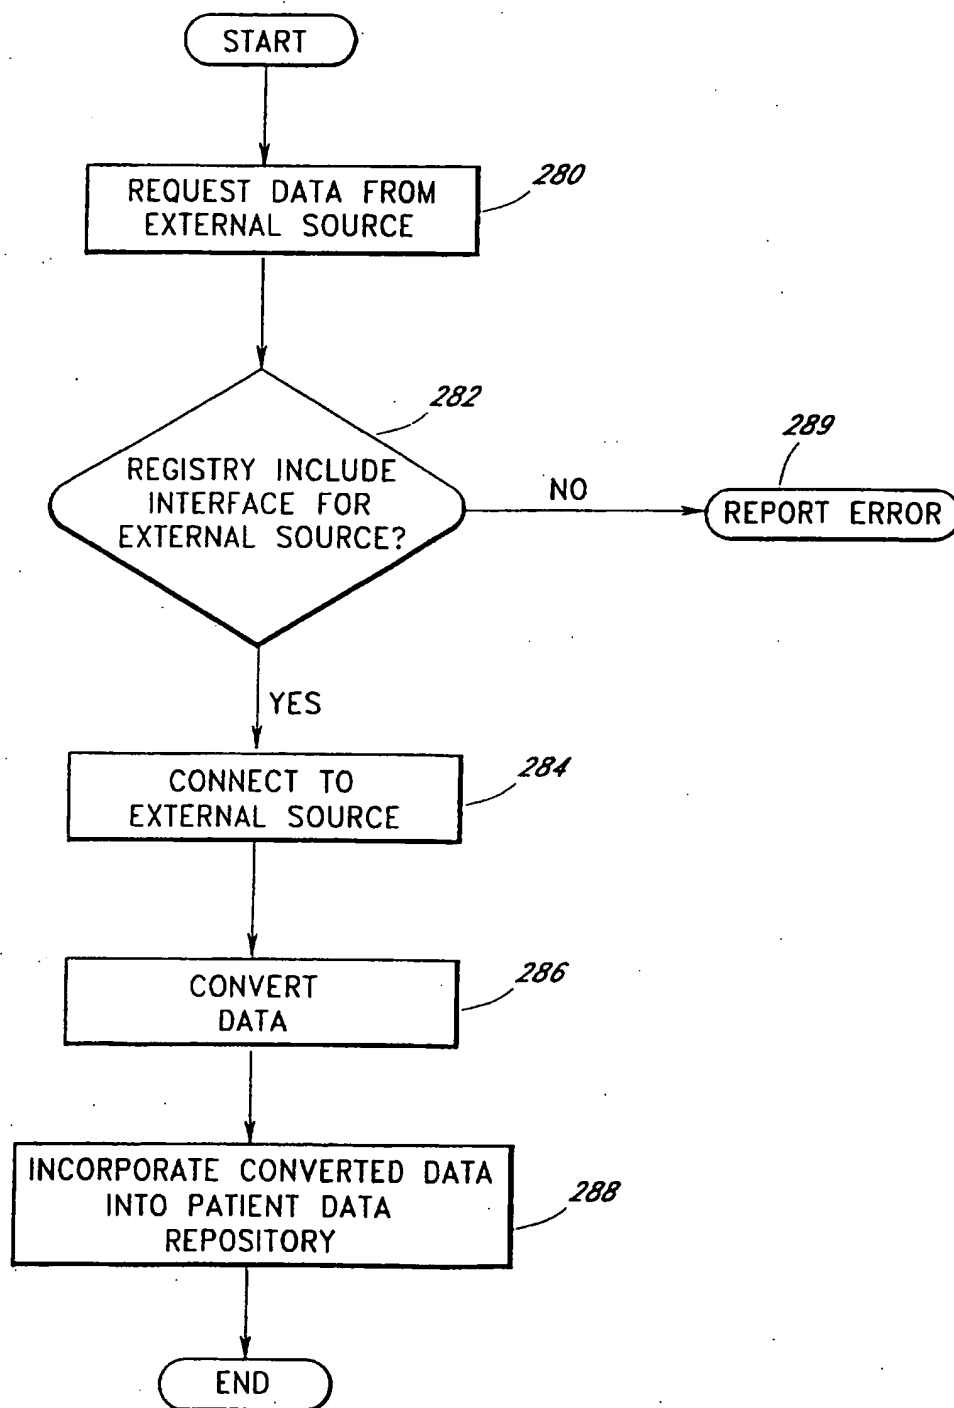 START
280
REQUEST DATA FROM
EXTERNAL SOURCE
282
REGISTRY INCLUDE
INTERFACE FOR
EXTERNAL SOURCE?
NO
289
REPORT ERROR
YES
284
CONNECT TO
EXTERNAL SOURCE
286
CONVERT
DATA
288
INCORPORATE CONVERTED DATA
INTO PATIENT DATA
REPOSITORY
END